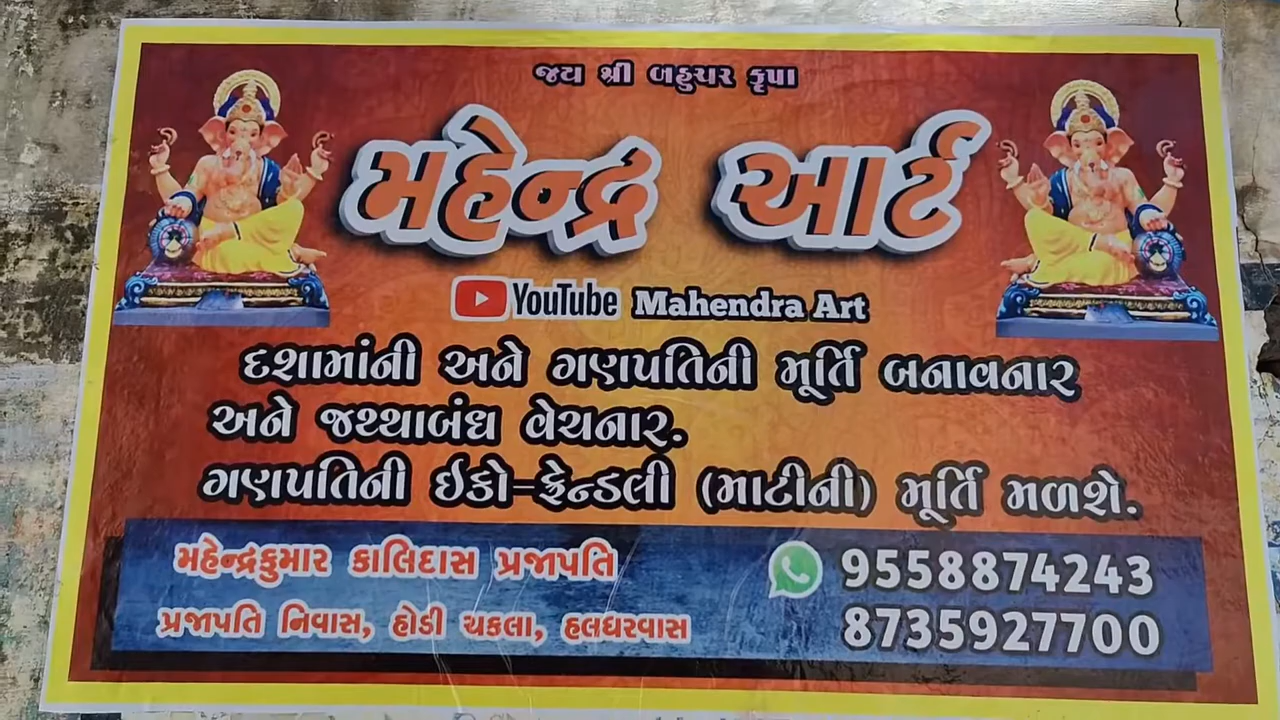 જય શ્રી બહુચર કૃપા
મહેન્દ્ર આર્ટ
YouTube Mahendra Art
દશામાંની અને ગણપતિની મૂર્તિ બનાવનાર
અને જથ્થાબંધ વેચનાર.
ગણપતિની ઈકો-ફ્રેન્ડલી (માટીની) મૂર્તિ મળશે.
મહેન્દ્રકુમાર કાલિદાસ પ્રજાપતિ 9558874243
પ્રજાપતિ નિવાસ, હોડી ચકલા, હલધરવાસ 8735927700